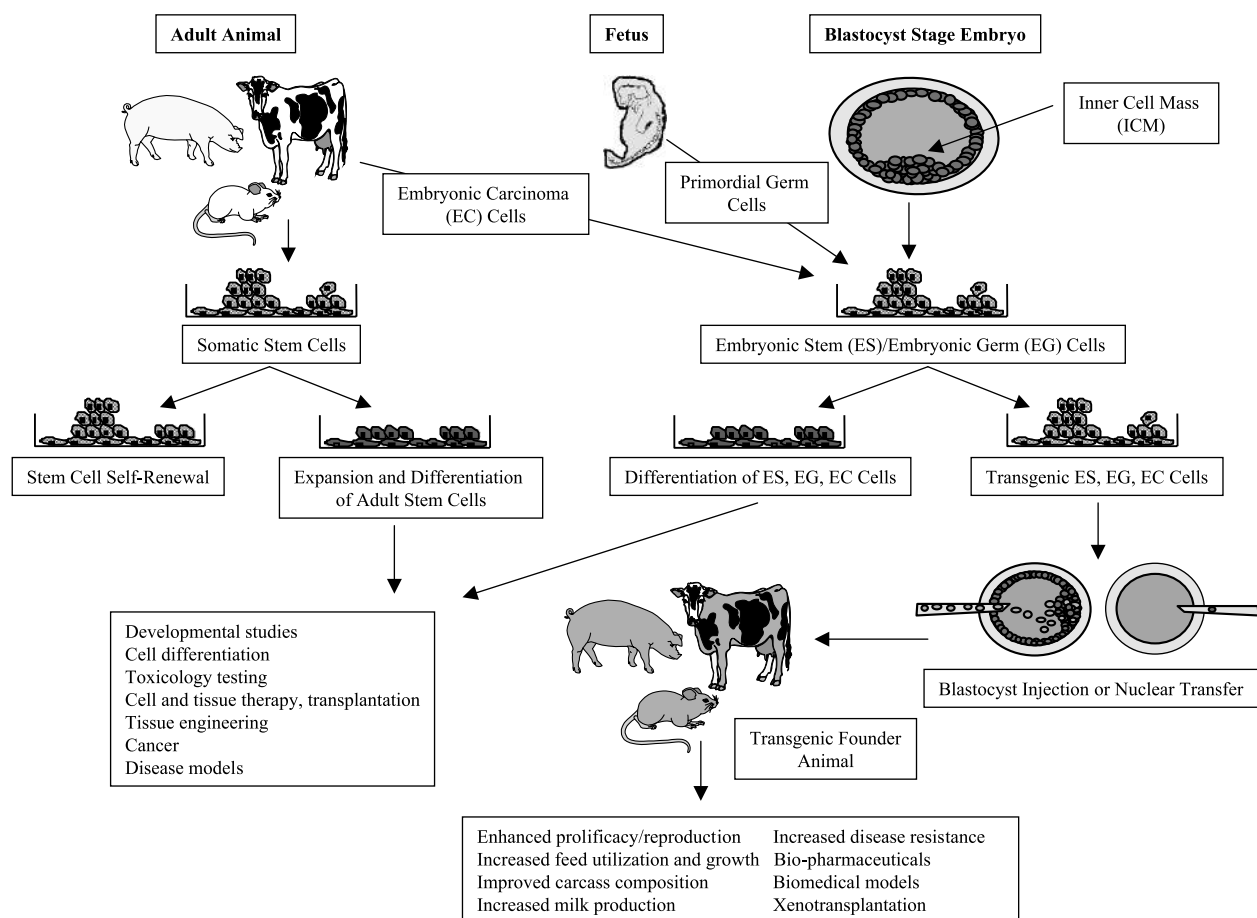 Adult Animal
Fetus
Blastocyst Stage Embryo
Inner Cell Mass
(ICM)
Embryonic Carcinoma
(EC) Cells
Primordial Germ
Cells
Somatic Stem Cells
Embryonic Stem (ES)/Embryonic Germ (EG) Cells
Stem Cell Self-Renewal
Expansion and Differentiation
of Adult Stem Cells
Differentiation of ES, EG, EC Cells
Transgenic ES, EG, EC Cells
Developmental studies
Cell differentiation
Toxicology testing
Cell and tissue therapy, transplantation
Tissue engineering
Cancer
Disease models
Blastocyst Injection or Nuclear Transfer
Transgenic Founder
Animal
Enhanced prolificacy/reproduction
Increased feed utilization and growth
Improved carcass composition
Increased milk production
Increased disease resistance
Bio-pharmaceuticals
Biomedical models
Xenotransplantation